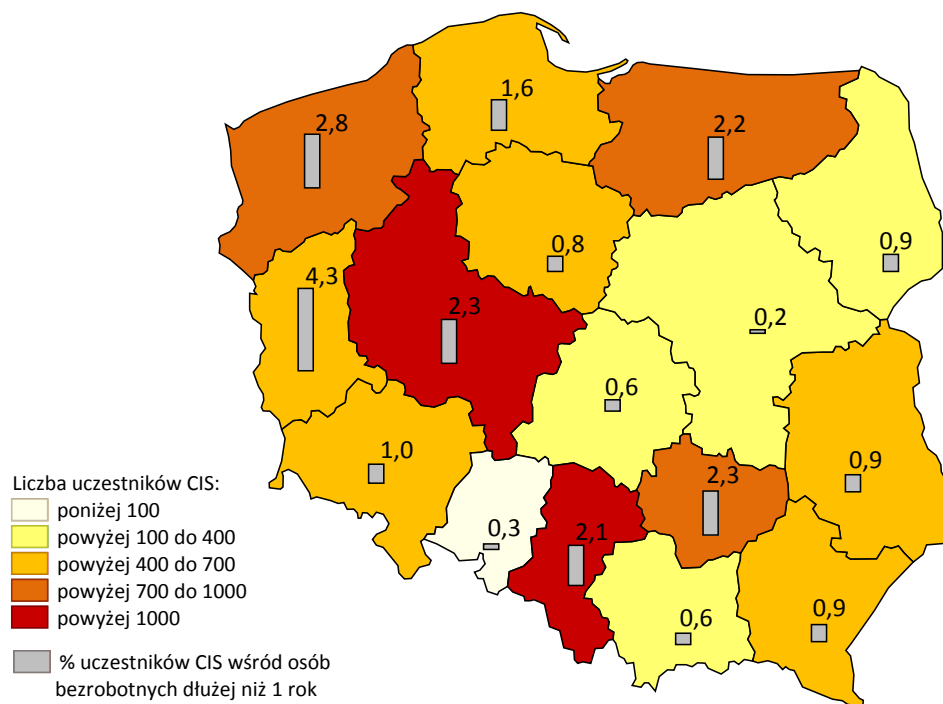 1,6
2,8
2,2
0,8
0,9
4,3
2,3
0,2
0,6
1,0
0,9
2,3
0,3
2,1
0,6
0,9
Liczba uczestników CIS:
poniżej 100
powyżej 100 do 400
powyżej 400 do 700
powyżej 700 do 1000
powyżej 1000
% uczestników CIS wśród osób
bezrobotnych dłużej niż 1 rok